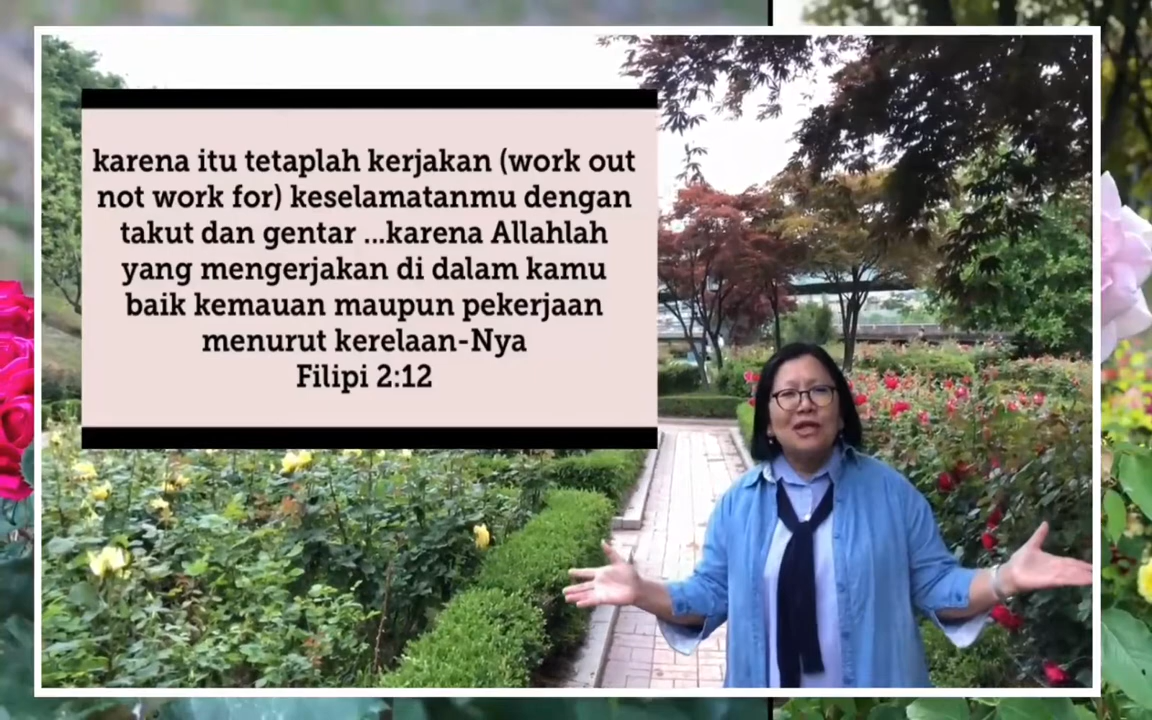 karena itu tetaplah kerjakan (work out
not work for) keselamatanmu dengan
takut dan gentar ...karena Allahlah
yang mengerjakan di dalam kamu
baik kemauan maupun pekerjaan
menurut kerelaan-Nya
Filipi 2:12